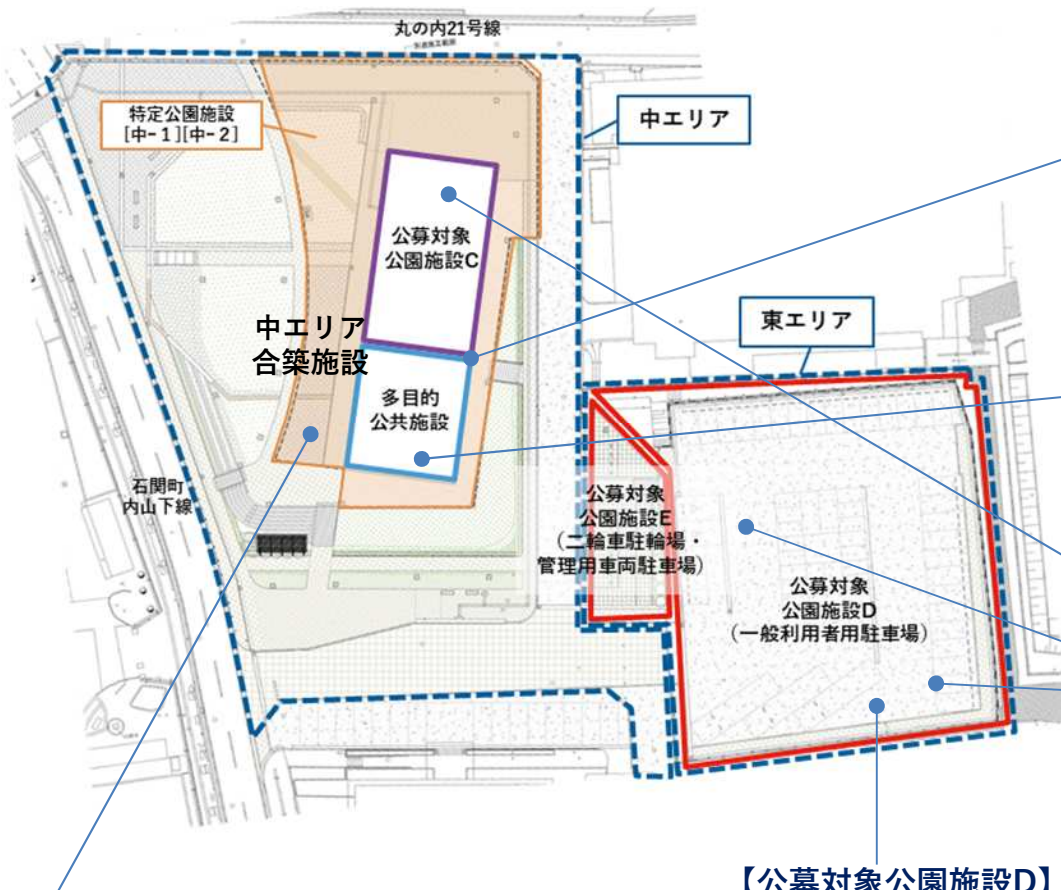 丸の内21号線
特定公園施設
[中-1][中-2]
中エリア
公募対象
公園施設C
東エリア
中エリア
合築施設
多目的
公共施設
石関町
内山下線
公募対象
公園施設E
(二輪車駐輪場・
管理用車両駐車場)
公募対象
公園施設D
(一般利用者用駐車場)
【公募対象公園施設D】